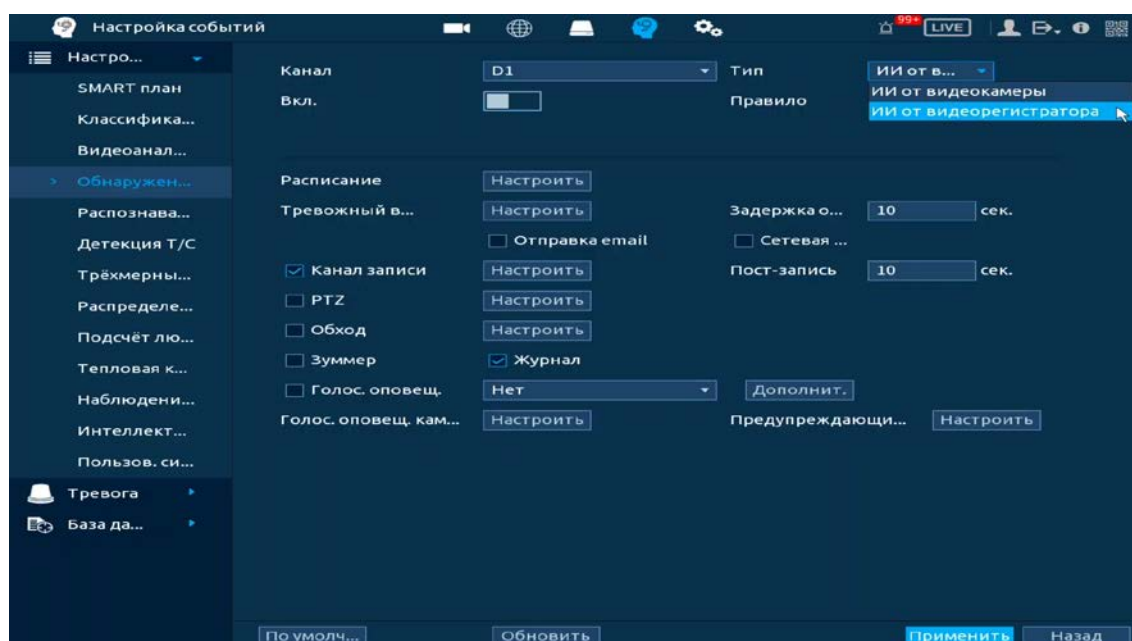 Настройка событий 99+ LIVE
Настро...
SMART план
Классифика...
Видеоанал...
> Обнаружен...
Распознава...
Детекция Т/С
Трёхмерны...
Распределе...
Подсчёт лю...
Тепловая к...
Наблюдени...
Интеллект...
Пользов. си...
Тревога
База да...
Канал D1 Тип ИИ от в...
ИИ от видеокамеры
Вкл. Правило ИИ от видеорегистратора
Расписание Настроить
Тревожный в... Настроить Задержка о... 10 сек.
Отправка email Сетевая ...
Канал записи Настроить Пост-запись 10 сек.
PTZ Настроить
Обход Настроить
Зуммер Журнал
Голос. оповещ. Нет Дополнит.
Голос. оповещ. кам... Настроить Предупреждающи... Настроить
По умолч... Обновить Применить Назад